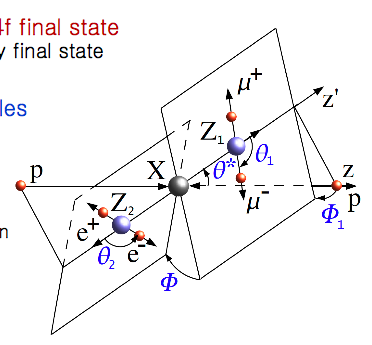 4f final state
y final state
les
n
μ⁺
z'
Z₁
θ₁
p
X
θ*
z
p
Z₂
μ⁻
Φ₁
e⁺
e⁻
θ₂
Φ